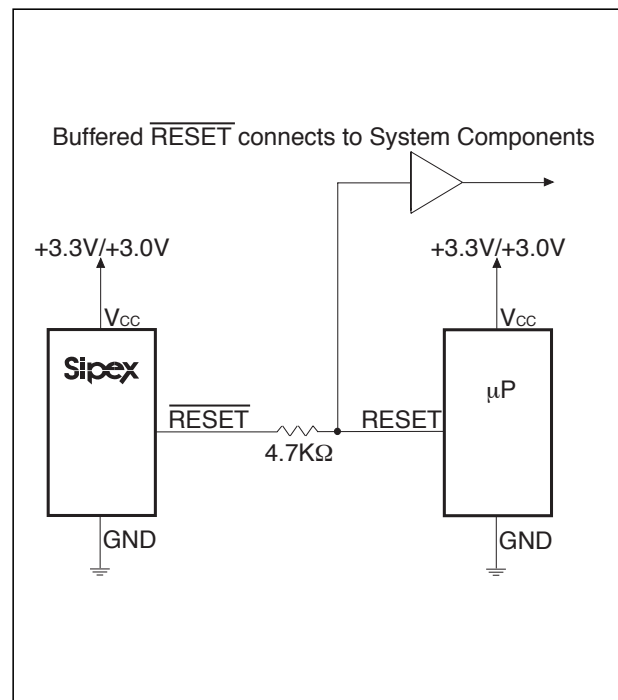 Buffered RESET connects to System Components
+3.3V/+3.0V
+3.3V/+3.0V
VCC
VCC
Sipex
μP
RESET
RESET
4.7KΩ
GND
GND